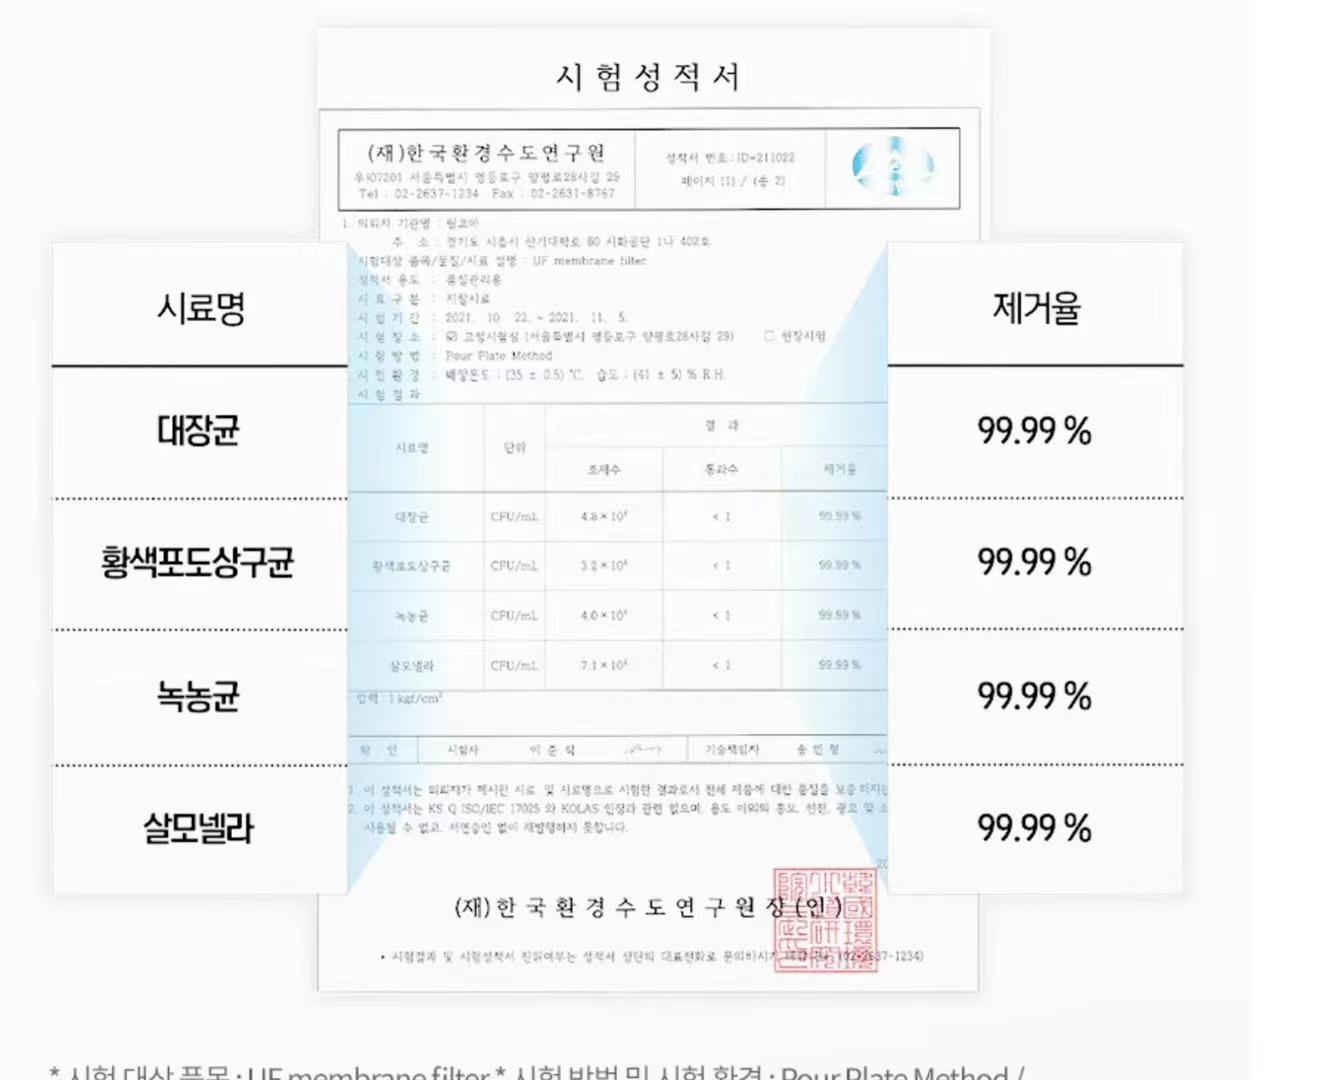 시험성적서
(재)한국환경수도연구원
우)07201 서울특별시 영등포구 양평로28사길 29
Tel : 02-2637-1234 Fax : 02-2631-8767
성적서 번호 : ID-211022
페이지 (1) / (총 2)
1. 의뢰자 기관명 : 림코아
주 소 : 경기도 시흥시 산기대학로 80 시화공단 1나 402호
시험대상 품목/물질/시료 설명 : UF membrane filter
성적서 용도 : 품질관리용
시 료 구 분 : 지참시료
시 험 기 간 : 2021. 10. 22. ~ 2021. 11. 5.
시 험 장 소 : ☑ 고정시험실 (서울특별시 영등포구 양평로28사길 29) ☐ 현장시험
시 험 방 법 : Pour Plate Method
시 험 환 경 : 배양온도 : (35 ± 0.5) ℃, 습도 : (41 ± 5) % R.H.
시 험 결 과
시료명 단위 결 과
조제수 통과수 제거율
대장균 CFU/mL 4.8 × 10⁴ < 1 99.99 %
황색포도상구균 CFU/mL 3.2 × 10⁴ < 1 99.99 %
녹농균 CFU/mL 4.0 × 10⁴ < 1 99.99 %
살모넬라 CFU/mL 7.1 × 10⁴ < 1 99.99 %
압력 : 1 kgf/cm²
확 인 시험자 이 준 석 기술책임자 송 민 형
1. 이 성적서는 의뢰자가 제시한 시료 및 시료명으로 시험한 결과로서 전체 제품에 대한 품질을 보증하지는
2. 이 성적서는 KS Q ISO/IEC 17025 와 KOLAS 인정과 관련 없으며, 용도 이외의 홍보, 선전, 광고 및 소
사용될 수 없고, 서면승인 없이 재발행하지 못합니다.
(재)한국환경수도연구원장(인)
• 시험결과 및 시험성적서 진위여부는 성적서 상단의 대표전화로 문의하시기 (02-2637-1234)
시료명 제거율
대장균 99.99 %
황색포도상구균 99.99 %
녹농균 99.99 %
살모넬라 99.99 %
* 시험 대상 품목 : UF membrane filter * 시험 방법 및 시험 환경 : Pour Plate Method /